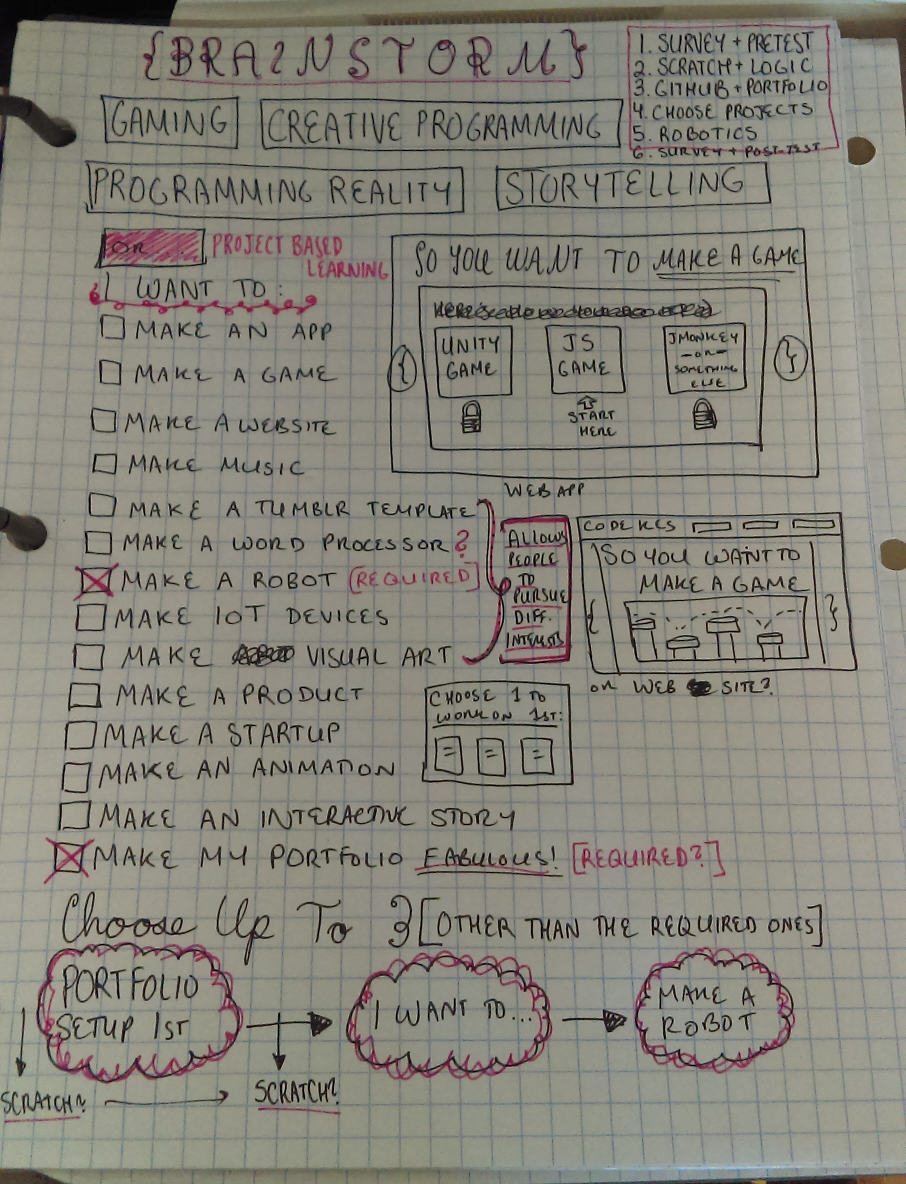 {BRAINSTORM}
1. SURVEY + PRETEST
2. SCRATCH + LOGIC
3. GITHUB + PORTFOLIO
4. CHOOSE PROJECTS
5. ROBOTICS
6. SURVEY + POST-TEST
GAMING
CREATIVE PROGRAMMING
PROGRAMMING REALITY
STORYTELLING
OR
PROJECT BASED
LEARNING
I WANT TO:
MAKE AN APP
MAKE A GAME
MAKE A WEBSITE
MAKE MUSIC
MAKE A TUMBLR TEMPLATE
MAKE A WORD PROCESSOR?
MAKE A ROBOT [REQUIRED]
MAKE IOT DEVICES
MAKE VISUAL ART
MAKE A PRODUCT
MAKE A STARTUP
MAKE AN ANIMATION
MAKE AN INTERACTIVE STORY
MAKE MY PORTFOLIO FABULOUS! [REQUIRED?]
SO YOU WANT TO MAKE A GAME
{
UNITY
GAME
JS
GAME
START
HERE
JMONKEY
-OR-
SOMETHING
ELSE
}
WEB APP
ALLOWS
PEOPLE
TO
PURSUE
DIFF.
INTERESTS
SO YOU WANT TO
MAKE A GAME
{ }
OR WEB SITE?
CHOOSE 1 TO
WORK ON 1ST:
Choose Up To 3 [OTHER THAN THE REQUIRED ONES]
PORTFOLIO
SETUP 1ST
I WANT TO...
MAKE A
ROBOT
SCRATCH?
SCRATCH?